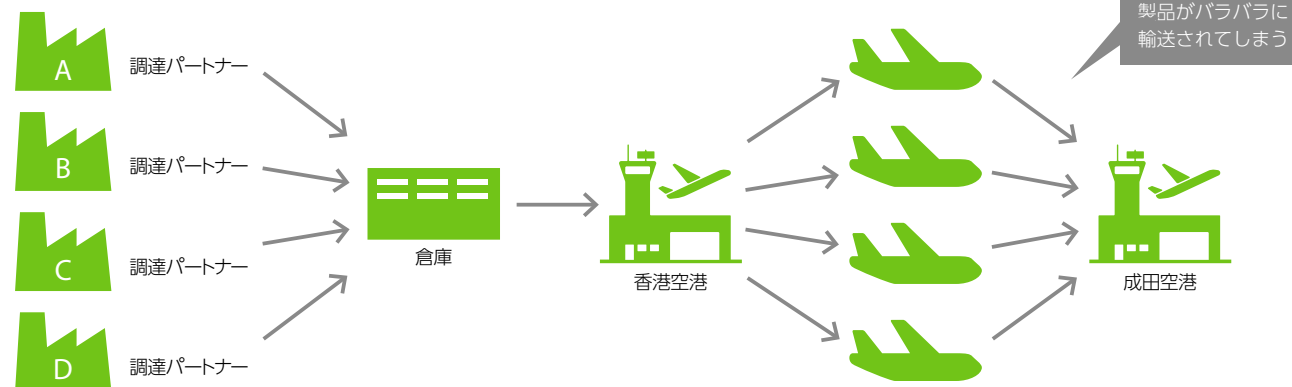 製品がバラバラに
輸送されてしまう
A
調達パートナー
B
調達パートナー
C
調達パートナー
D
調達パートナー
倉庫
香港空港
成田空港